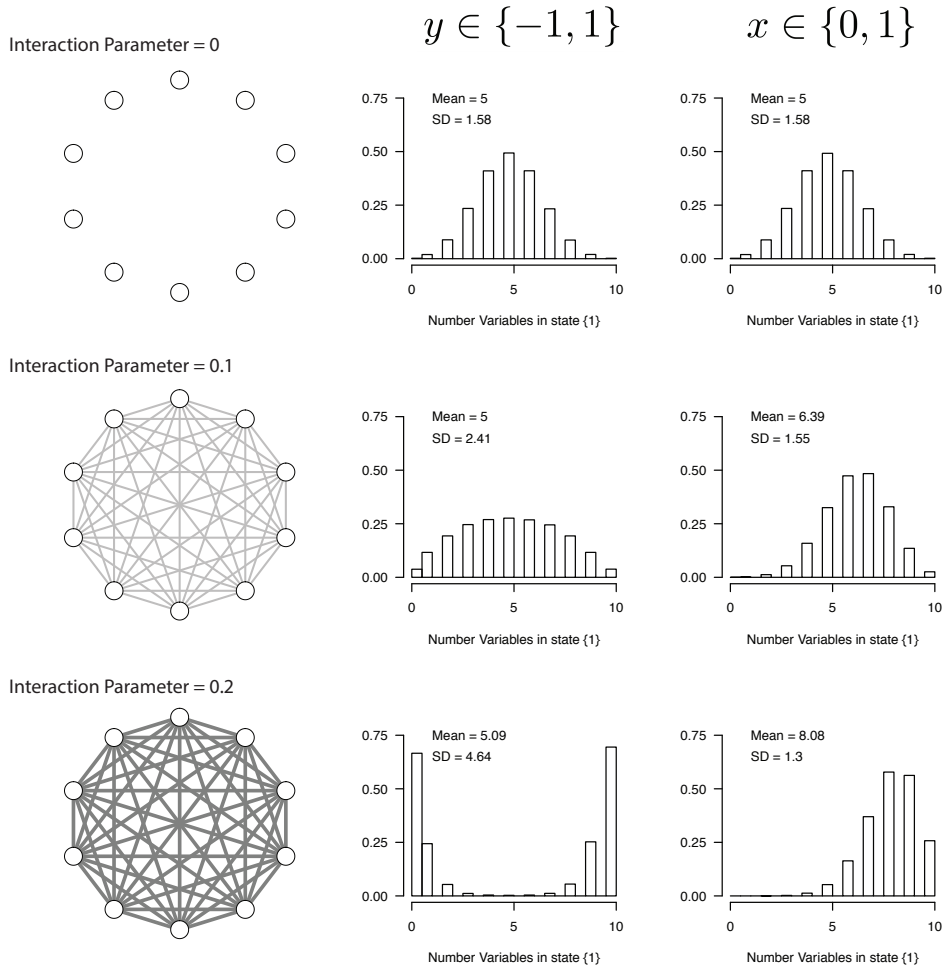 y ∈ {−1, 1}
x ∈ {0, 1}
Interaction Parameter = 0
0.75
0.50
0.25
0.00
Mean = 5
SD = 1.58
0 5 10
Number Variables in state {1}
0.75
0.50
0.25
0.00
Mean = 5
SD = 1.58
0 5 10
Number Variables in state {1}
Interaction Parameter = 0.1
0.75
0.50
0.25
0.00
Mean = 5
SD = 2.41
0 5 10
Number Variables in state {1}
0.75
0.50
0.25
0.00
Mean = 6.39
SD = 1.55
0 5 10
Number Variables in state {1}
Interaction Parameter = 0.2
0.75
0.50
0.25
0.00
Mean = 5.09
SD = 4.64
0 5 10
Number Variables in state {1}
0.75
0.50
0.25
0.00
Mean = 8.08
SD = 1.3
0 5 10
Number Variables in state {1}